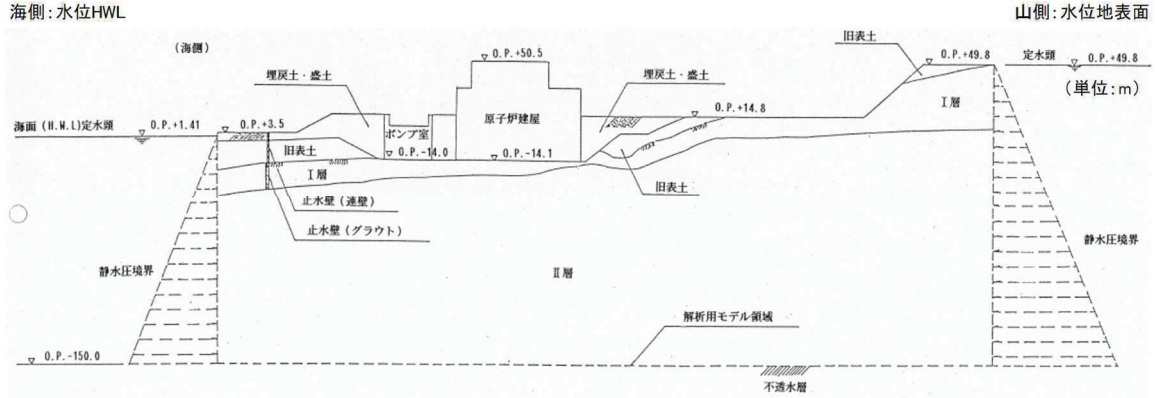 海側：水位HWL
山側：水位地表面
（海側）
O.P.+50.5
旧表土
O.P.+49.8
定水頭
O.P.+49.8
（単位：m）
埋戻土・盛土
埋戻土・盛土
Ⅰ層
海面（H.W.L）定水頭
O.P.+1.41
O.P.+3.5
ポンプ室
原子炉建屋
O.P.+14.8
旧表土
O.P.-14.0
O.P.-14.1
Ⅰ層
旧表土
止水壁（連壁）
止水壁（グラウト）
静水圧境界
静水圧境界
Ⅱ層
解析用モデル領域
O.P.-150.0
不透水層